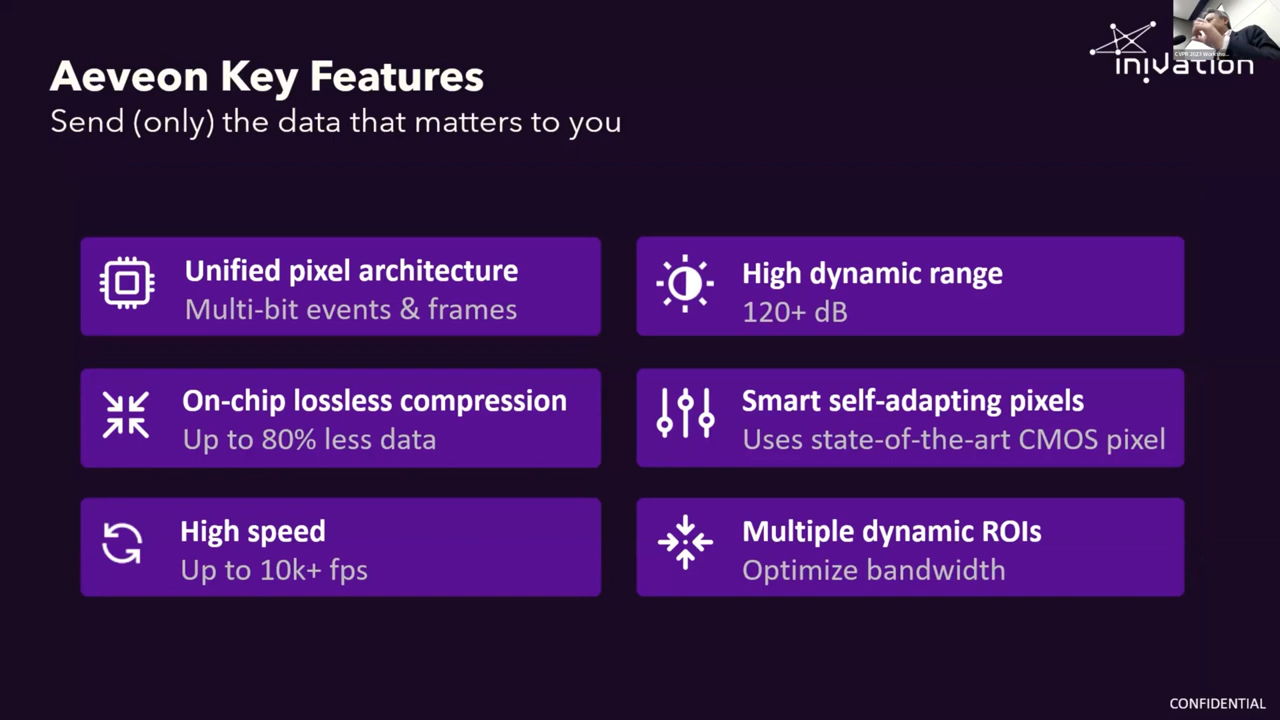 Aeveon Key Features
Send (only) the data that matters to you
inivation
Unified pixel architecture
Multi-bit events & frames
High dynamic range
120+ dB
On-chip lossless compression
Up to 80% less data
Smart self-adapting pixels
Uses state-of-the-art CMOS pixel
High speed
Up to 10k+ fps
Multiple dynamic ROIs
Optimize bandwidth
CONFIDENTIAL